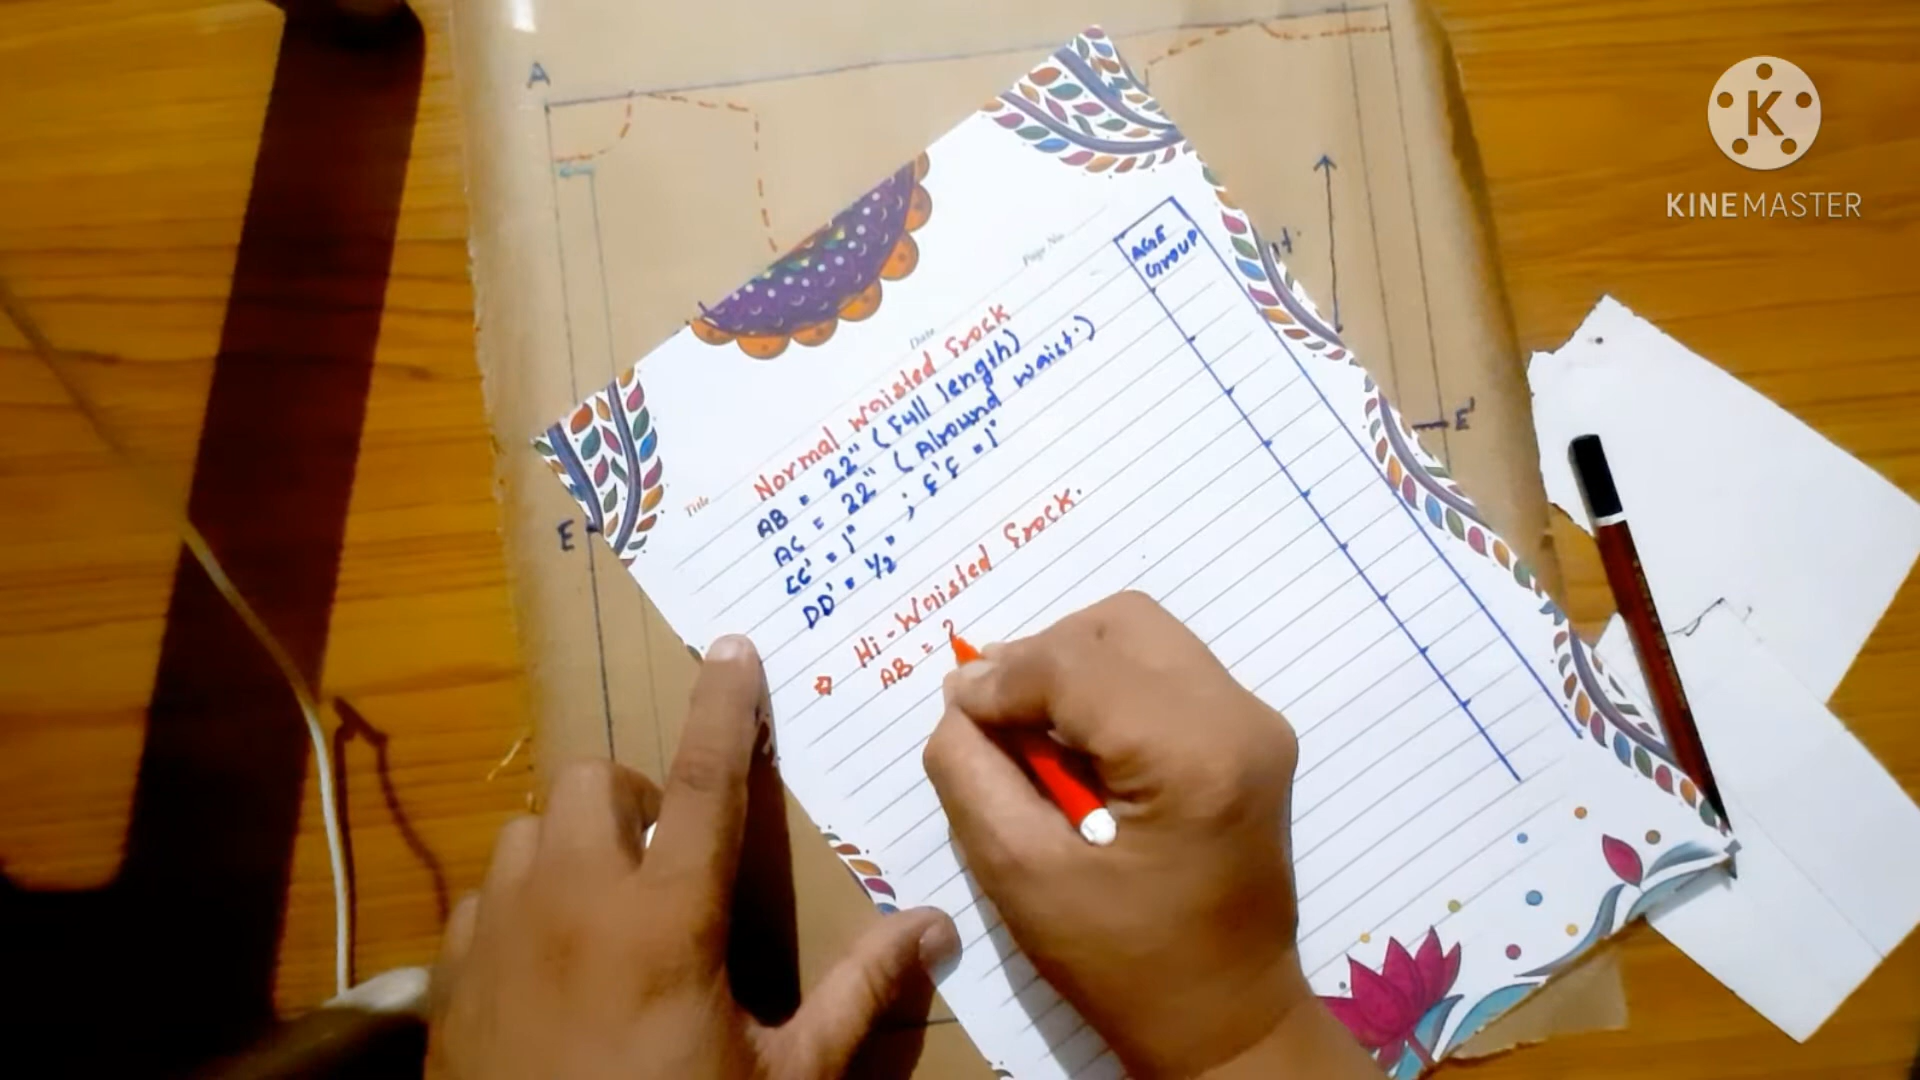 A
KINEMASTER
Page No.
AGE
GROUP
Date
Title
Normal Waisted Frock
AB = 22" (Full length)
AC = 22" (Alround Waist.)
CC' = 1" ; E'F = 1"
DD' = 1/2"
Hi-Waisted Frock.
AB = 2
E
E'